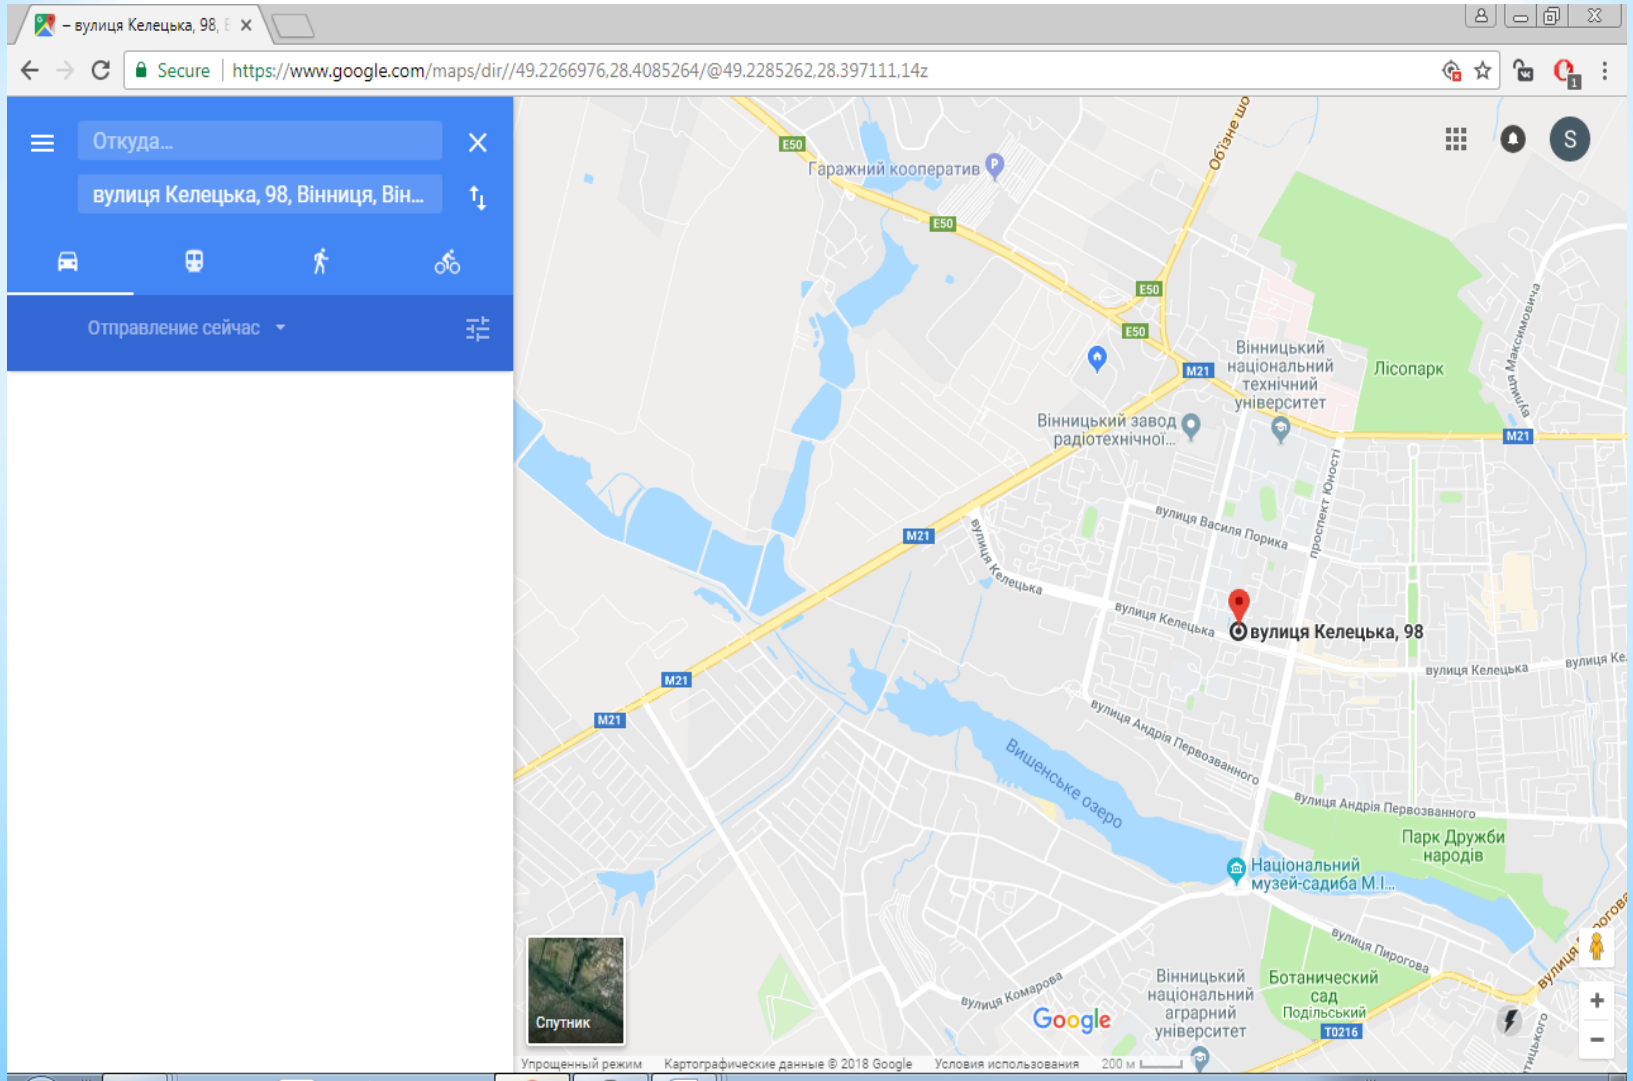 – вулиця Келецька, 98,
Secure https://www.google.com/maps/dir//49.2266976,28.4085264/@49.2285262,28.397111,14z
1
Откуда...
вулиця Келецька, 98, Вінниця, Він...
Отправление сейчас
S
E50
Гаражний кооператив
P
Об'їзне шо
E50
E50
E50
M21
Вінницький
національний
технічний
університет
Лісопарк
вулиця Максимовича
Вінницький завод
радіотехнічної...
M21
проспект Юності
вулиця Василя Порика
M21
вулиця Келецька
вулиця Келецька
вулиця Келецька, 98
вулиця Келецька
вулиця Ке
M21
M21
вулиця Андрія Первозванного
Вишенське озеро
вулиця Андрія Первозванного
Парк Дружби
народів
Національний
музей-садиба М.І...
вулиця Пирогова
вулиця Комарова
Вінницький
національний
аграрний
університет
Ботанический
сад
Подільський
T0216
Спутник
Google
Упрощенный режим Картографические данные © 2018 Google Условия использования 200 м